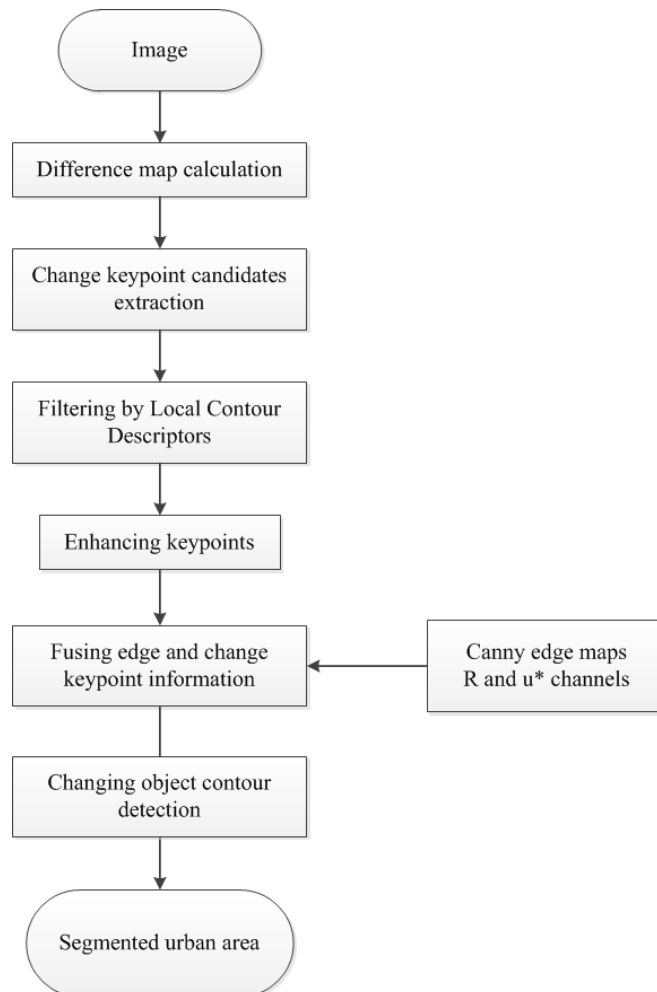 Image
Difference map calculation
Change keypoint candidates
extraction
Filtering by Local Contour
Descriptors
Enhancing keypoints
Fusing edge and change
keypoint information
Canny edge maps
R and u* channels
Changing object contour
detection
Segmented urban area